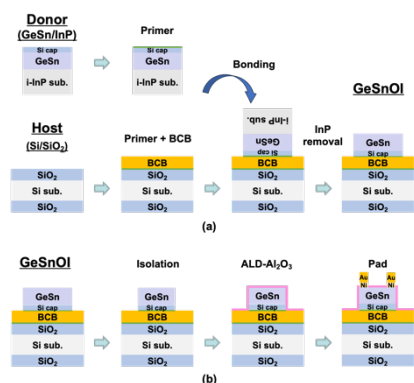 Donor
(GeSn/InP)
Primer
Si cap
GeSn
i-InP sub.
Si cap
GeSn
i-InP sub.
Bonding
i-InP sub.
GeSn
Si cap
BCB
SiO₂
Si sub.
SiO₂
GeSnOI
InP
removal
GeSn
Si cap
BCB
SiO₂
Si sub.
SiO₂
Host
(Si/SiO₂)
Primer + BCB
SiO₂
Si sub.
SiO₂
BCB
SiO₂
Si sub.
SiO₂
(a)
GeSnOI
Isolation
ALD-Al₂O₃
Pad
GeSn
Si cap
BCB
SiO₂
Si sub.
SiO₂
GeSn
Si cap
BCB
SiO₂
Si sub.
SiO₂
GeSn
Si cap
BCB
SiO₂
Si sub.
SiO₂
Au
Ni
Au
Ni
GeSn
Si cap
BCB
SiO₂
Si sub.
SiO₂
(b)